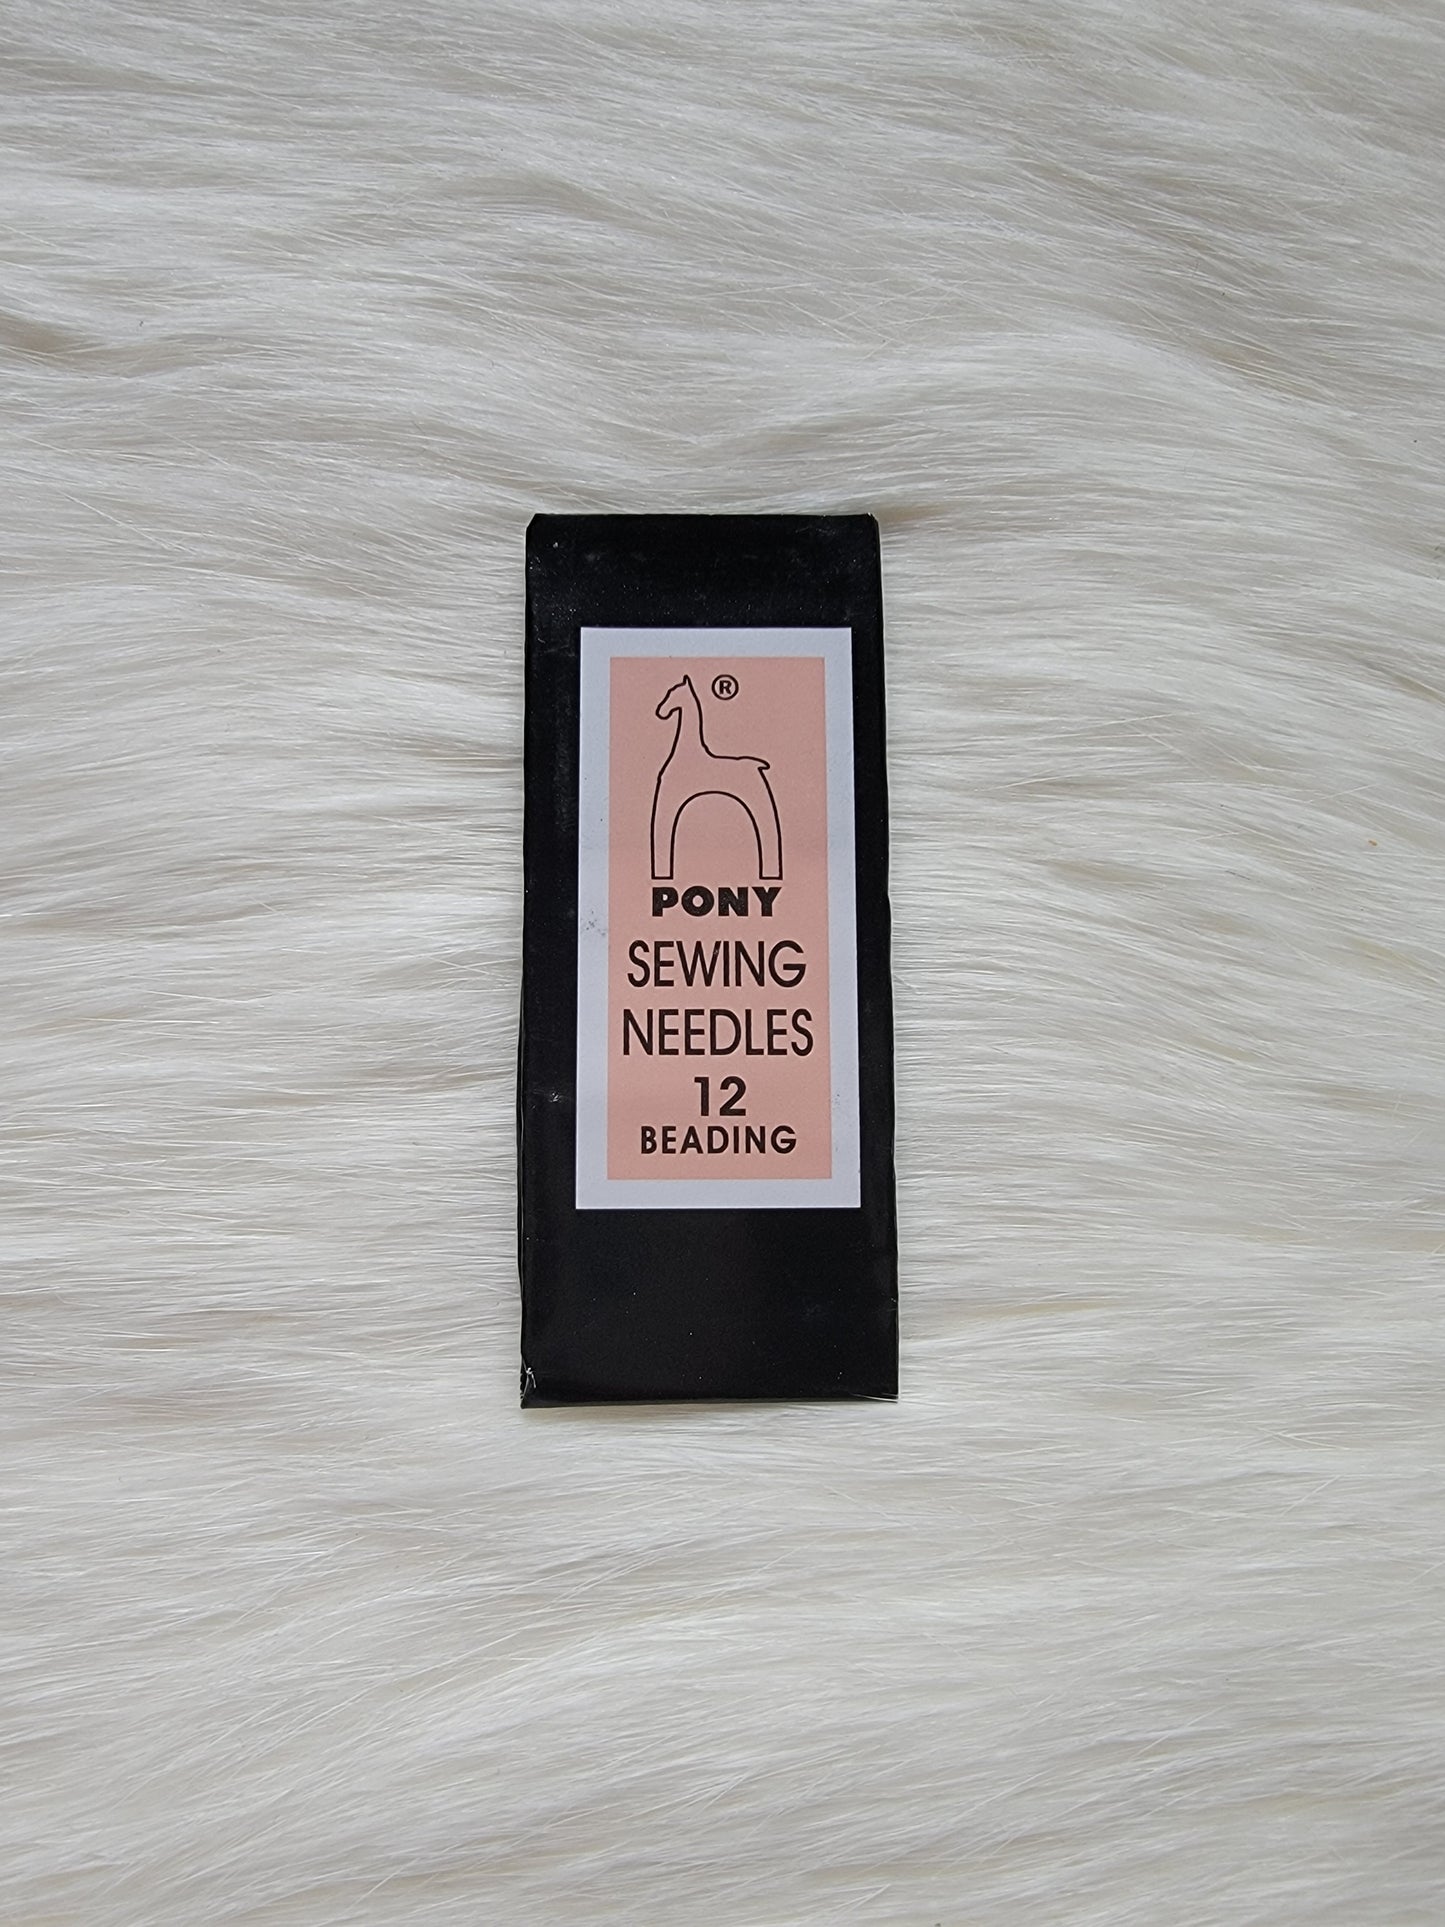 ®
PONY
SEWING
NEEDLES
12
BEADING